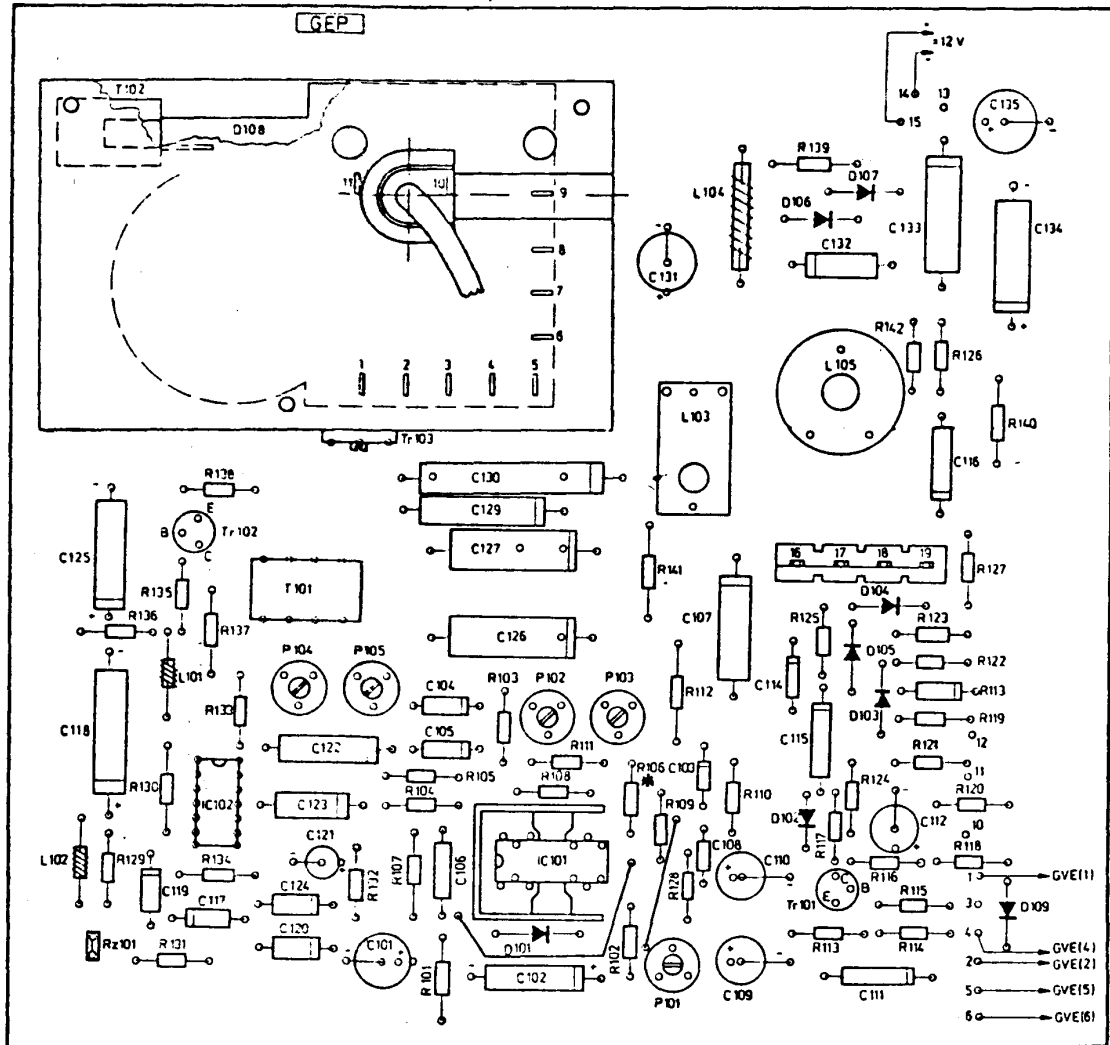 GEP
+
= 12 V
-
T102
D108
14
13
15
C135
+
-
R139
D107
L104
D106
C133
C134
C132
11
10
9
8
7
6
C131
-
+
R142
R126
L105
1
2
3
4
5
L103
R140
Tr103
C116
C130
C129
C127
C126
R138
E
B
C
Tr102
C125
-
+
R135
R136
T101
R137
R141
C107
16
17
18
19
R127
D104
R125
R123
D105
R122
P104
P105
C104
R103
P102
P103
R112
C114
R113
L101
D103
R119
R133
C118
-
+
C122
C105
R111
C115
12
R121
R105
R106
*
C103
11
R130
IC102
C123
R104
R108
R109
R110
R124
C112
R120
D102
R117
10
L102
R129
C121
R107
C106
IC101
C108
C110
R116
R118
1
GVE(1)
R134
C119
R132
R128
Tr101
C
B
E
R115
3
D109
C124
C117
Rz101
R131
C120
C101
R101
D101
R102
C102
P101
C109
R113
R114
4
GVE(4)
2
GVE(2)
C111
5
GVE(5)
6
GVE(6)